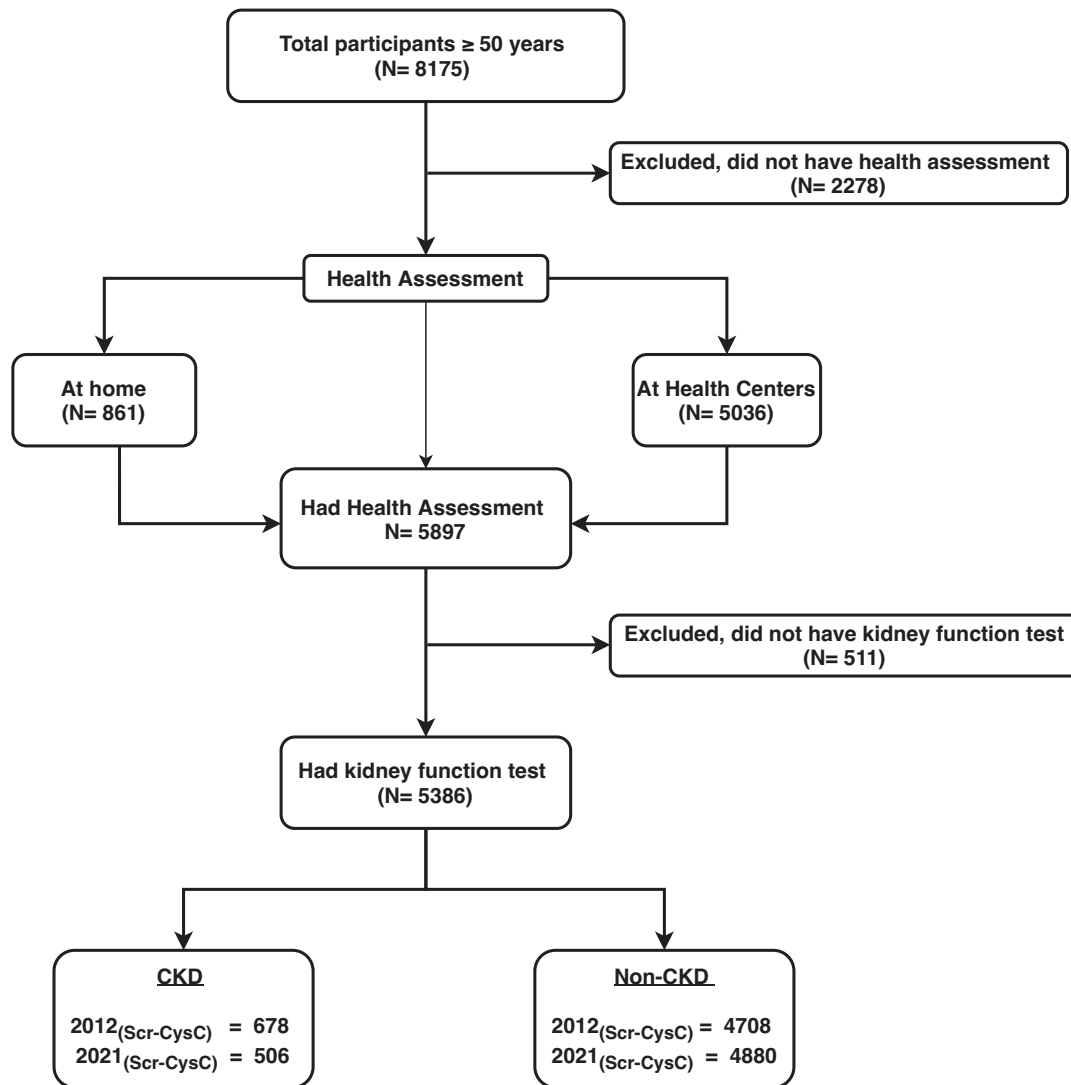 Total participants ≥ 50 years
(N= 8175)
Excluded, did not have health assessment
(N= 2278)
Health Assessment
At home
(N= 861)
At Health Centers
(N= 5036)
Had Health Assessment
N= 5897
Excluded, did not have kidney function test
(N= 511)
Had kidney function test
(N= 5386)
CKD
2012(Scr-CysC) = 678
2021(Scr-CysC) = 506
Non-CKD
2012(Scr-CysC) = 4708
2021(Scr-CysC) = 4880